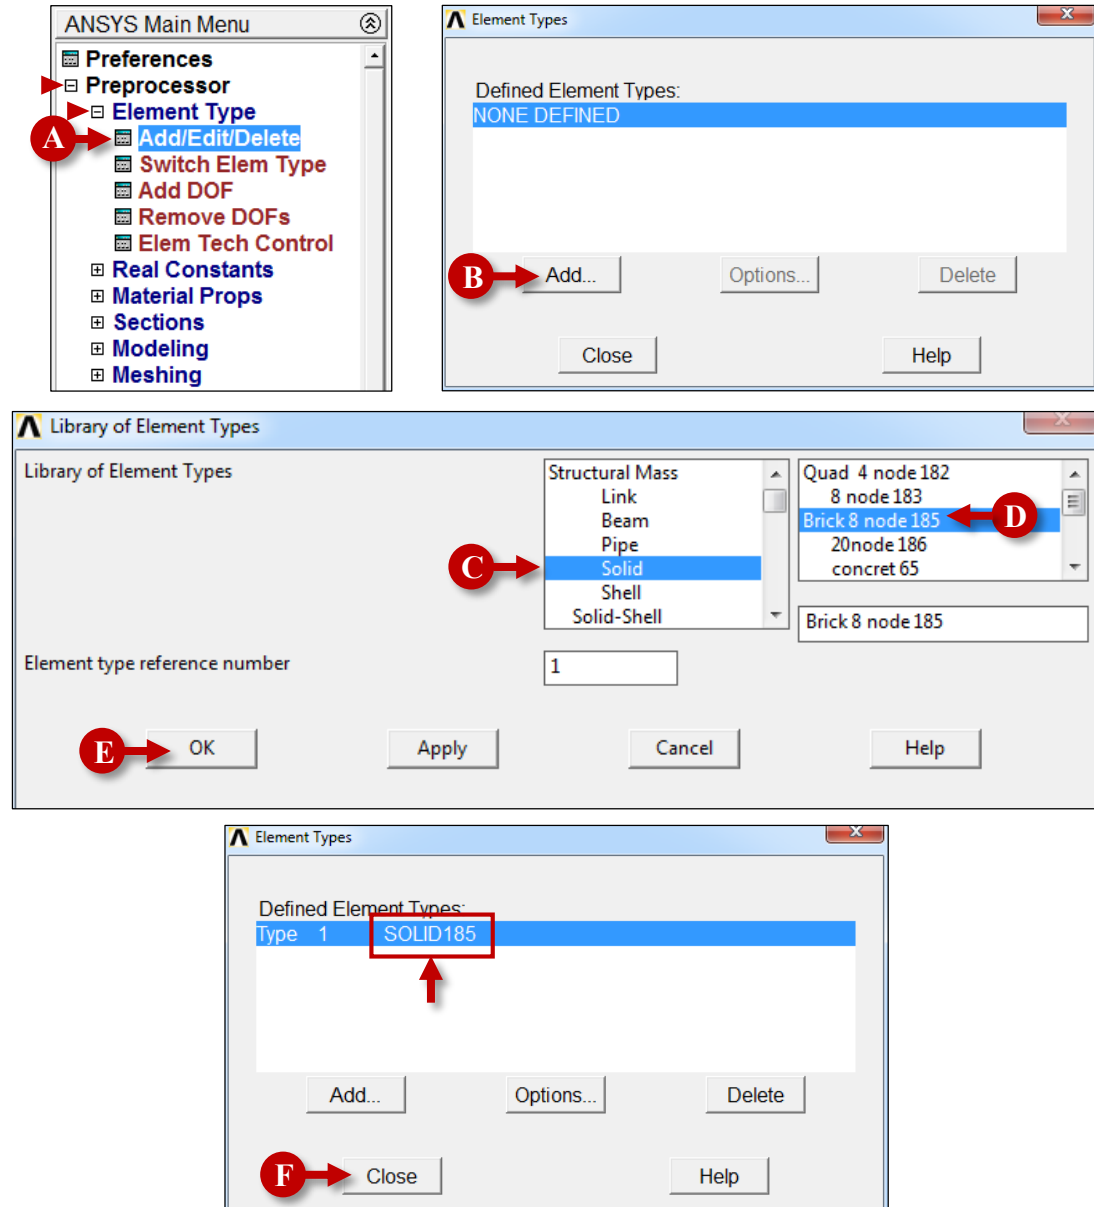 ANSYS Main Menu
Preferences
Preprocessor
Element Type
A
Add/Edit/Delete
Switch Elem Type
Add DOF
Remove DOFs
Elem Tech Control
Real Constants
Material Props
Sections
Modeling
Meshing
Element Types
x
Defined Element Types:
NONE DEFINED
B
Add... Options... Delete
Close Help
Library of Element Types
x
Library of Element Types
Structural Mass
Link
Beam
Pipe
C
Solid
Shell
Solid-Shell
Quad 4 node 182
8 node 183
Brick 8 node 185
D
20node 186
concret 65
Brick 8 node 185
Element type reference number
1
E
OK Apply Cancel Help
Element Types
x
Defined Element Types:
Type 1 SOLID185
Add... Options... Delete
F
Close Help